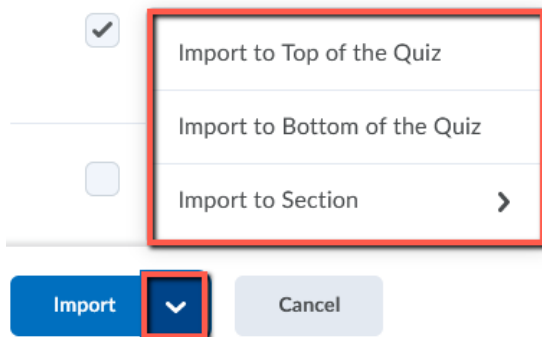 Import to Top of the Quiz
Import to Bottom of the Quiz
Import to Section
Import
Cancel